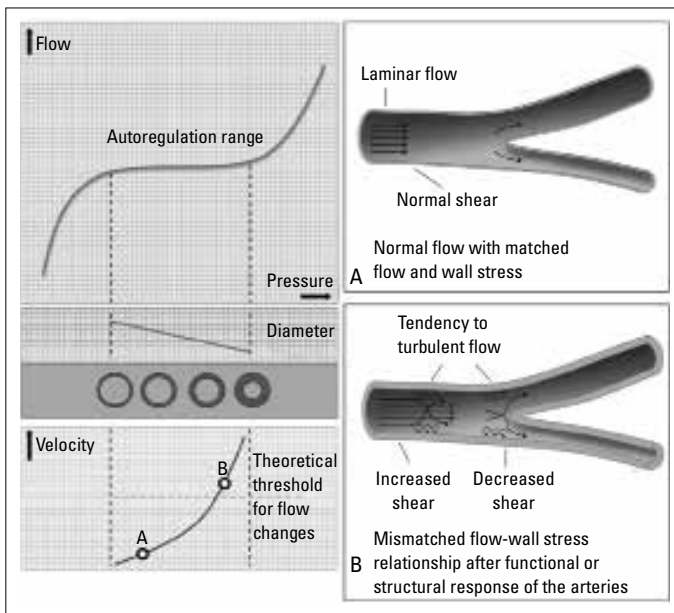 Flow
Autoregulation range
Pressure
Diameter
Velocity
B
A
Theoretical
threshold
for flow
changes
Laminar flow
Normal shear
Normal flow with matched
A flow and wall stress
Tendency to
turbulent flow
Increased
shear
Decreased
shear
Mismatched flow-wall stress
relationship after functional or
B structural response of the arteries